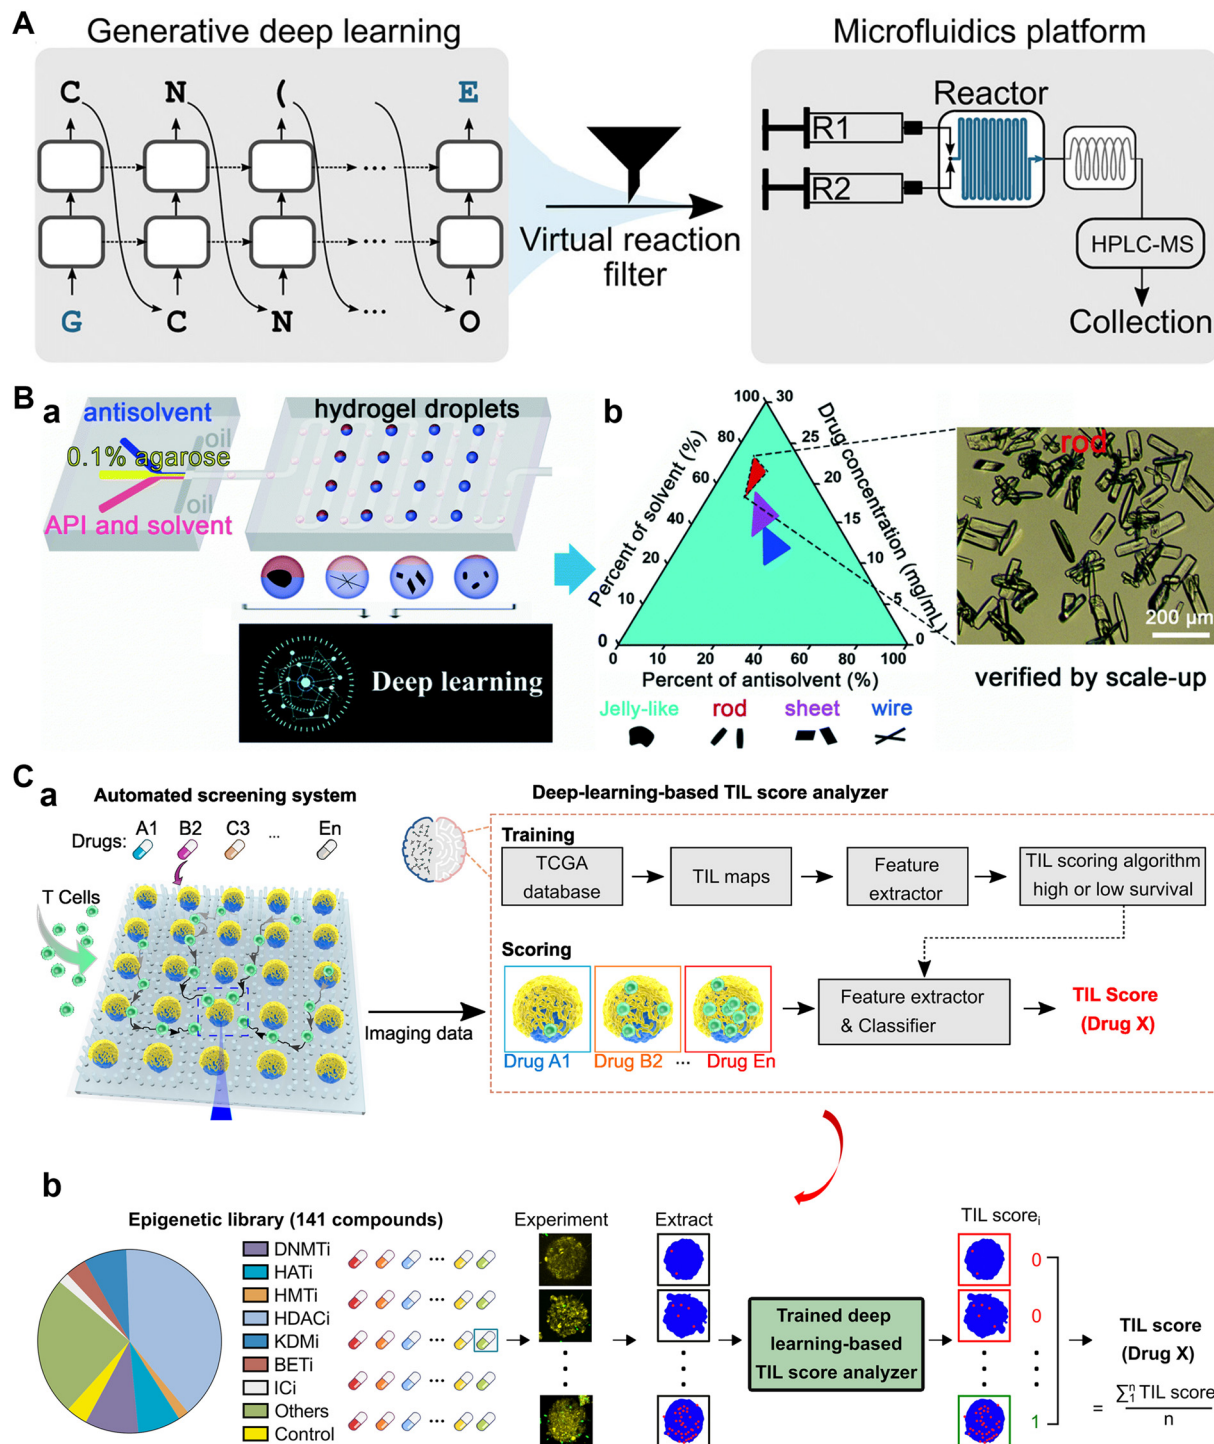 A
Generative deep learning
Microfluidics platform
C N ( ... E
...
...
G C N ... O
Virtual reaction
filter
Reactor
R1
R2
HPLC-MS
Collection
B
a
antisolvent
oil
0.1% agarose
oil
API and solvent
hydrogel droplets
Deep learning
b
100 30
80 25
60 20
40 15
20 10
10 5
0 0
Percent of solvent (%)
Drug concentration (mg/mL)
0 10 20 40 60 80 100
Percent of antisolvent (%)
Jelly-like rod sheet wire
rod
200 µm
verified by scale-up
C
a
Automated screening system
Drugs: A1 B2 C3 ... En
T Cells
Imaging data
Deep-learning-based TIL score analyzer
Training
TCGA
database
TIL maps
Feature
extractor
TIL scoring algorithm
high or low survival
Scoring
Drug A1 Drug B2 ... Drug En
Feature extractor
& Classifier
TIL Score
(Drug X)
b
Epigenetic library (141 compounds)
DNMTi
HATi
HMTi
HDACi
KDMi
BETi
ICi
Others
Control
...
...
...
...
...
Experiment
Extract
Trained deep
learning-based
TIL score analyzer
TIL scoreᵢ
0
0
1
TIL score
(Drug X)
= ∑₁ⁿ TIL score
n